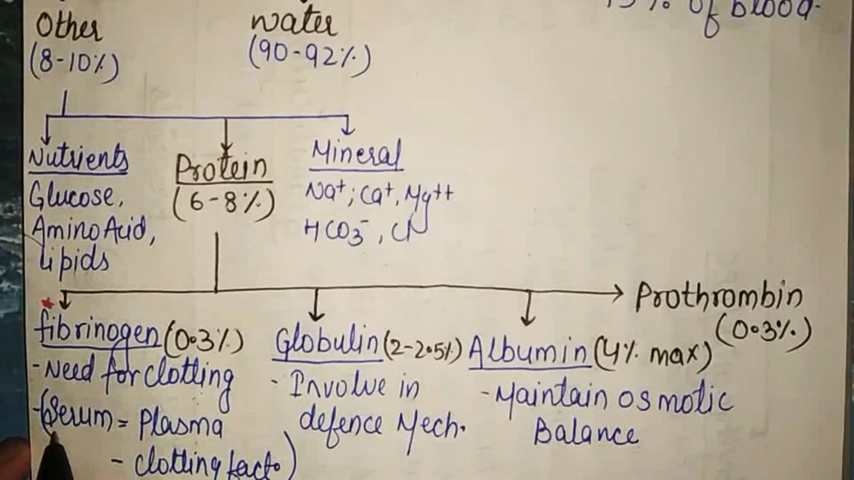 Other
Water
of blood.
(8-10%)
(90-92%)
Nutrients
Protein
Mineral
Glucose,
(6-8%)
Na⁺; Ca⁺, Mg⁺⁺
Amino Acid,
HCO₃⁻,
Lipids
Prothrombin
(0.3%)
fibrinogen (0.3%)
Globulin (2-2.5%)
Albumin (4% max)
-Need for clotting
- Involve in
defence Mech.
-Maintain osmotic
Balance
-(Serum = Plasma
- clotting facto)